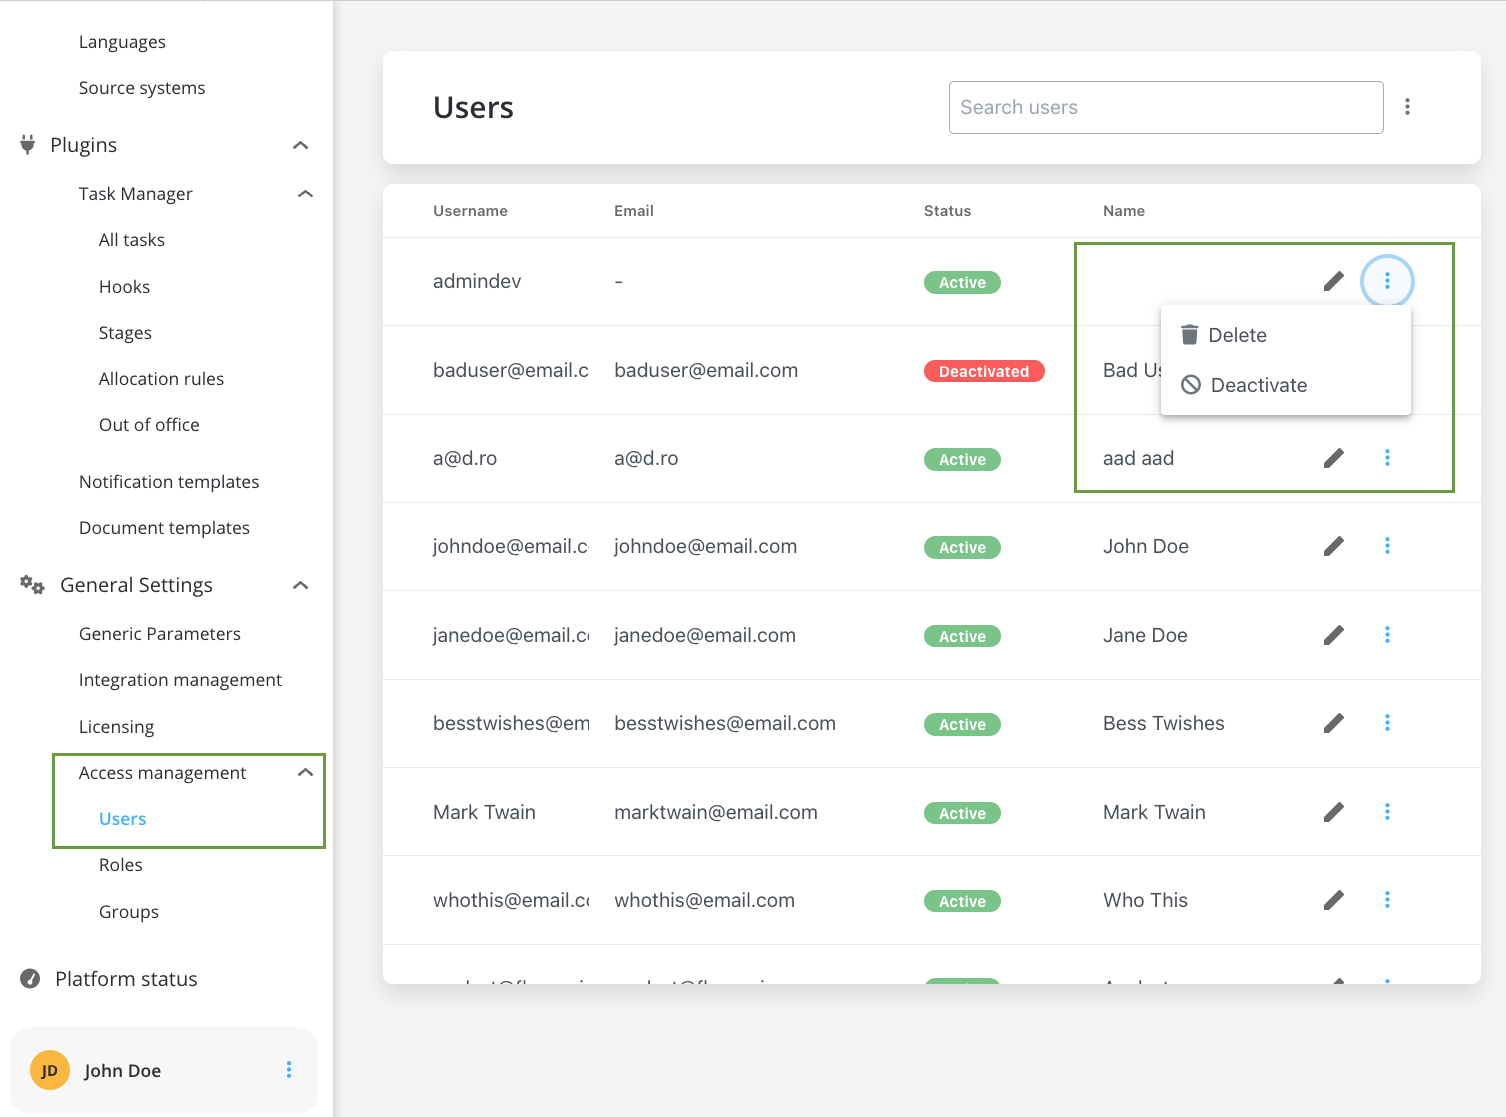 Languages
Source systems
Plugins
Task Manager
All tasks
Hooks
Stages
Allocation rules
Out of office
Notification templates
Document templates
General Settings
Generic Parameters
Integration management
Licensing
Access management
Users
Roles
Groups
Platform status
JD John Doe
Users
Search users
Username Email Status Name
admindev - Active
Delete
baduser@email.c baduser@email.com Deactivated Bad Us
Deactivate
a@d.ro a@d.ro Active aad aad
johndoe@email.c johndoe@email.com Active John Doe
janedoe@email.c janedoe@email.com Active Jane Doe
besstwishes@em besstwishes@email.com Active Bess Twishes
Mark Twain marktwain@email.com Active Mark Twain
whothis@email.c whothis@email.com Active Who This